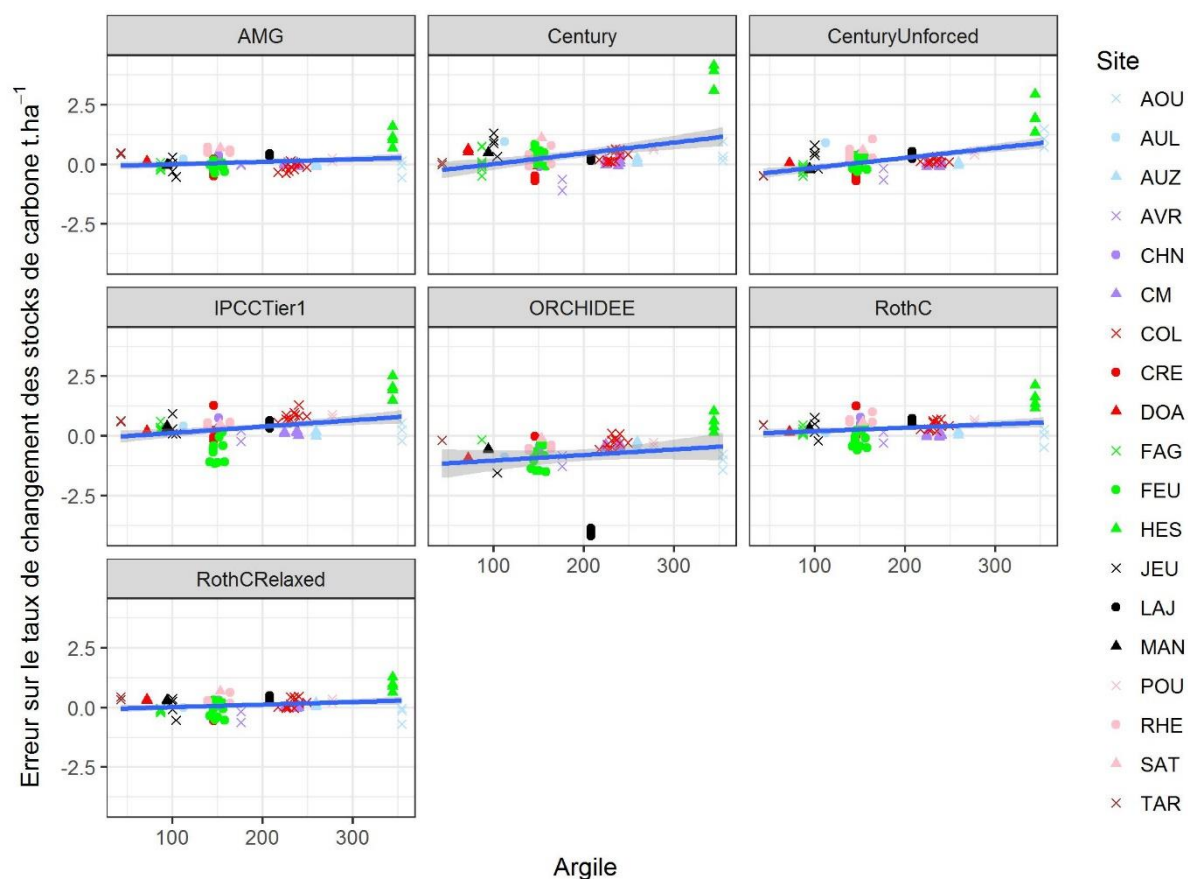 AMG
Century
CenturyUnforced
2.5
0.0
-2.5
IPCCTier1
ORCHIDEE
RothC
2.5
0.0
-2.5
100
200
300
100
200
300
RothCRelaxed
2.5
0.0
-2.5
100
200
300
Erreur sur le taux de changement des stocks de carbone t.ha⁻¹
Argile
Site
AOU
AUL
AUZ
AVR
CHN
CM
COL
CRE
DOA
FAG
FEU
HES
JEU
LAJ
MAN
POU
RHE
SAT
TAR